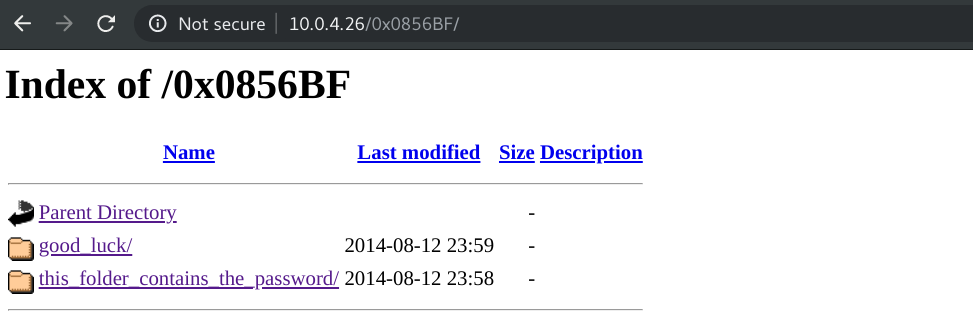 Not secure | 10.0.4.26/0x0856BF/
Index of /0x0856BF
Name Last modified Size Description
Parent Directory -
good_luck/ 2014-08-12 23:59 -
this_folder_contains_the_password/ 2014-08-12 23:58 -